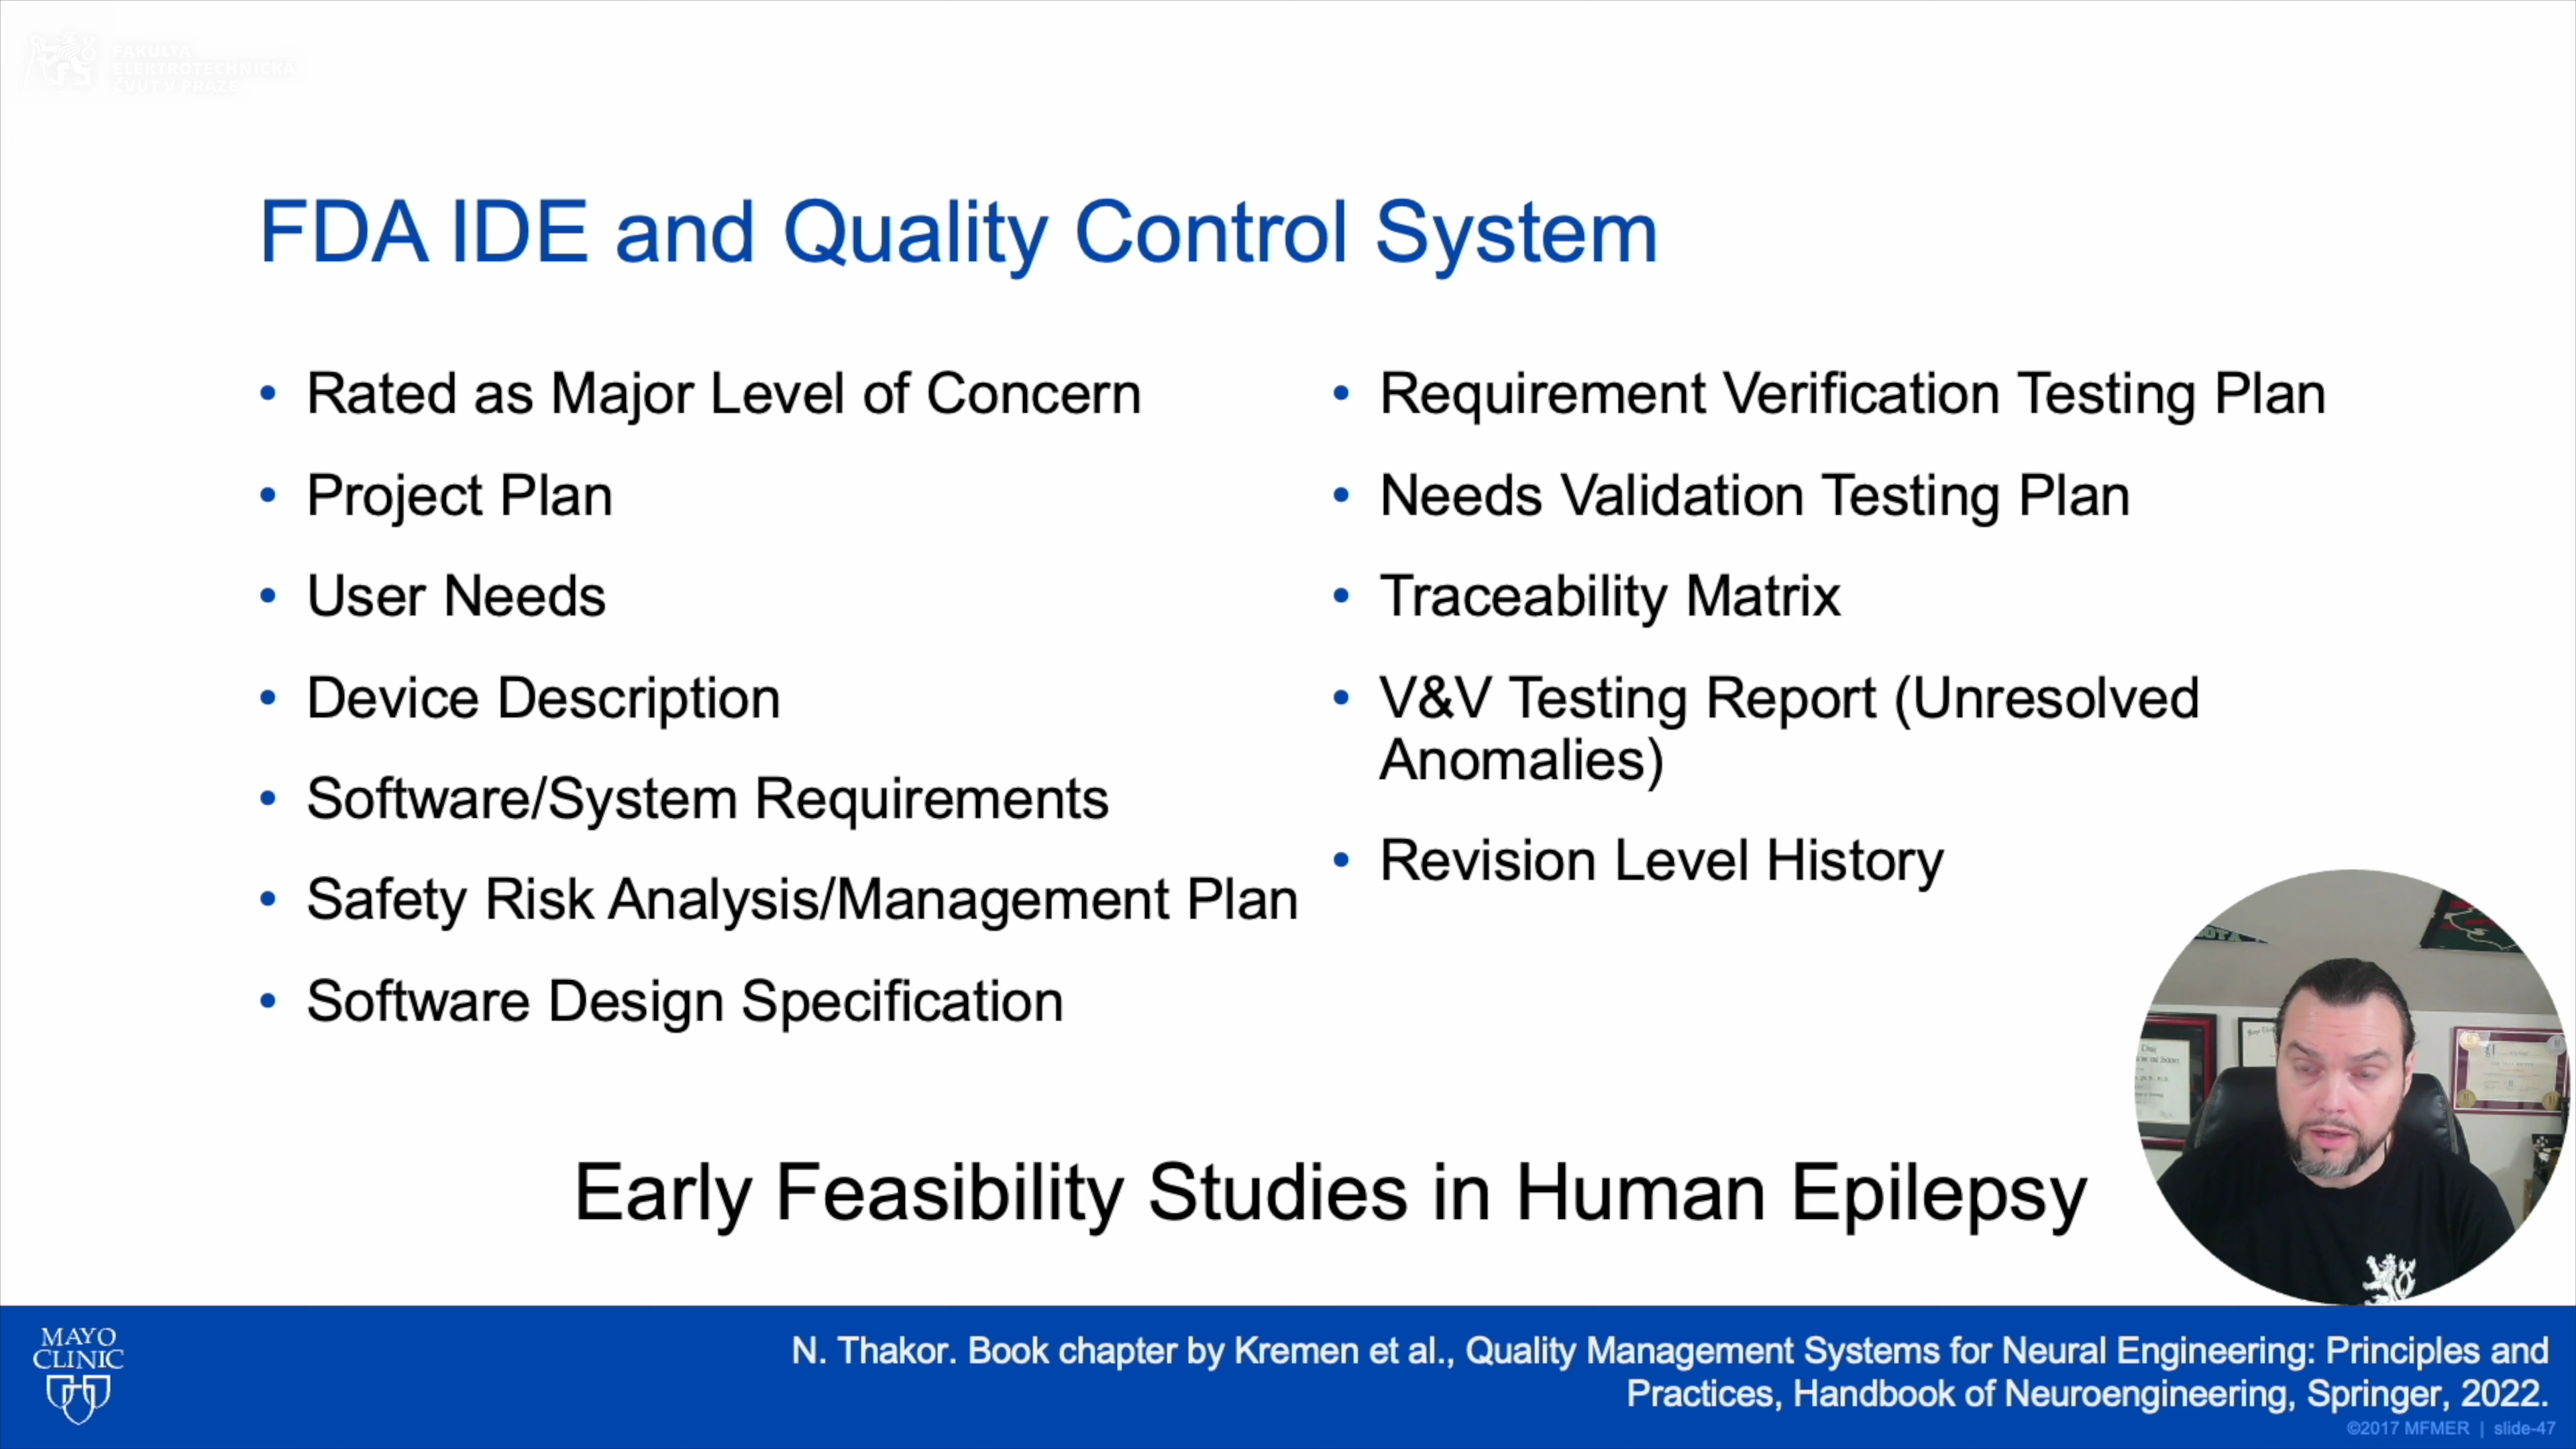 FAKULTA
ELEKTROTECHNICKÁ
ČVUT V PRAZE
FDA IDE and Quality Control System
• Rated as Major Level of Concern
• Project Plan
• User Needs
• Device Description
• Software/System Requirements
• Safety Risk Analysis/Management Plan
• Software Design Specification
• Requirement Verification Testing Plan
• Needs Validation Testing Plan
• Traceability Matrix
• V&V Testing Report (Unresolved
Anomalies)
• Revision Level History
Early Feasibility Studies in Human Epilepsy
MAYO
CLINIC
N. Thakor. Book chapter by Kremen et al., Quality Management Systems for Neural Engineering: Principles and
Practices, Handbook of Neuroengineering, Springer, 2022.
©2017 MFMER | slide-47